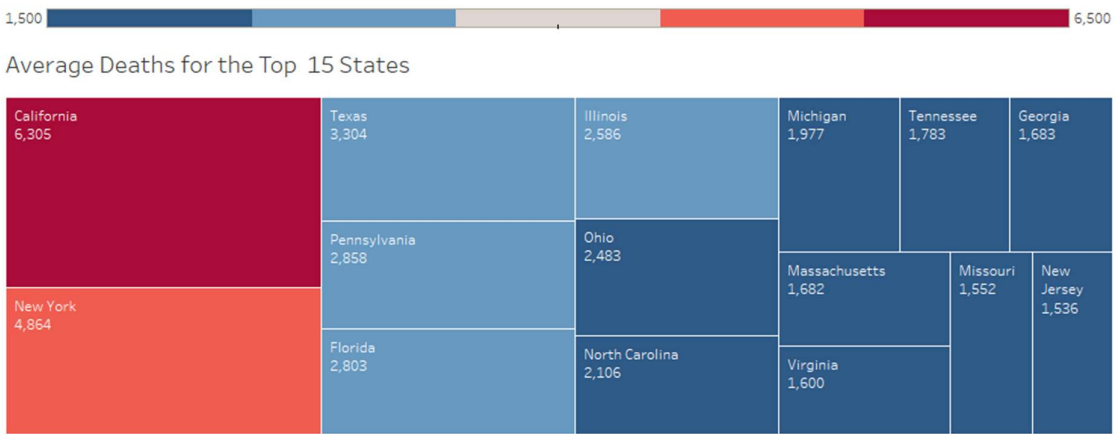 1,500
6,500
Average Deaths for the Top 15 States
California
6,305
New York
4,864
Texas
3,304
Pennsylvania
2,858
Florida
2,803
Illinois
2,586
Ohio
2,483
North Carolina
2,106
Michigan
1,977
Tennessee
1,783
Georgia
1,683
Massachusetts
1,682
Virginia
1,600
Missouri
1,552
New
Jersey
1,536